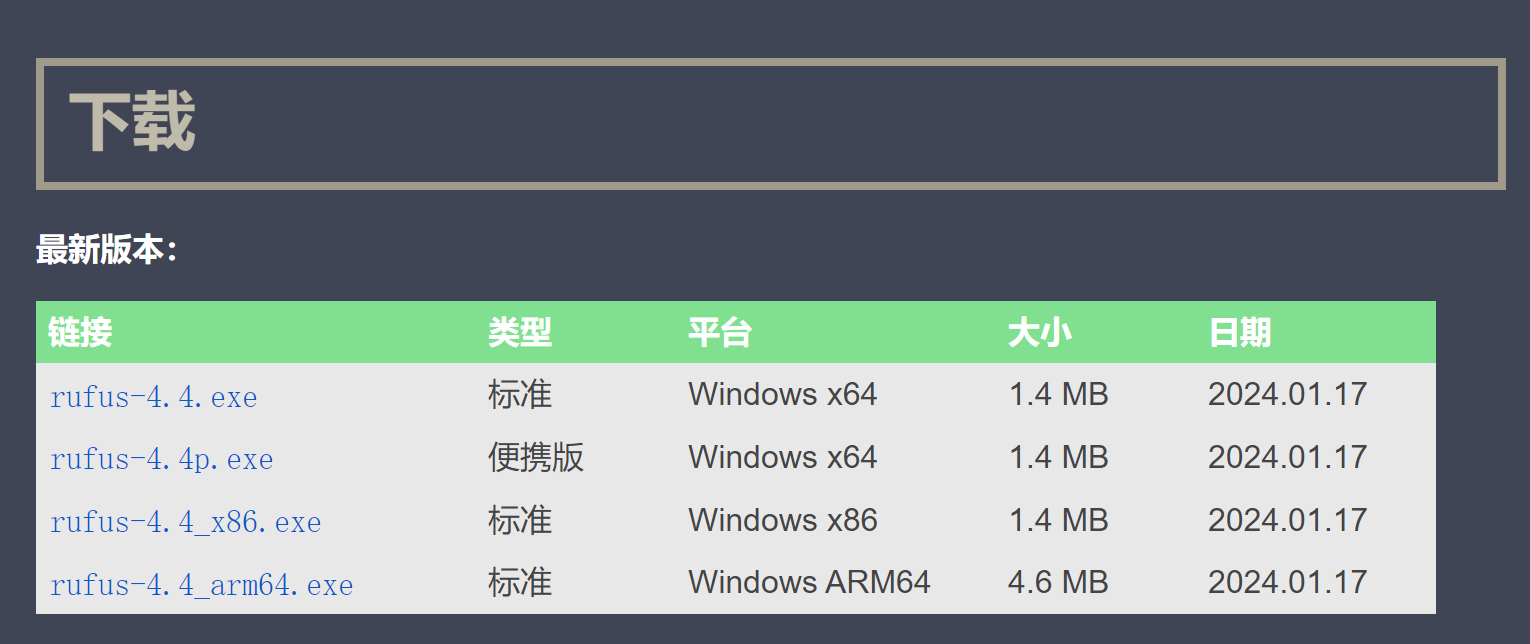 下载
最新版本：
链接 类型 平台 大小 日期
rufus-4.4.exe 标准 Windows x64 1.4 MB 2024.01.17
rufus-4.4p.exe 便携版 Windows x64 1.4 MB 2024.01.17
rufus-4.4_x86.exe 标准 Windows x86 1.4 MB 2024.01.17
rufus-4.4_arm64.exe 标准 Windows ARM64 4.6 MB 2024.01.17